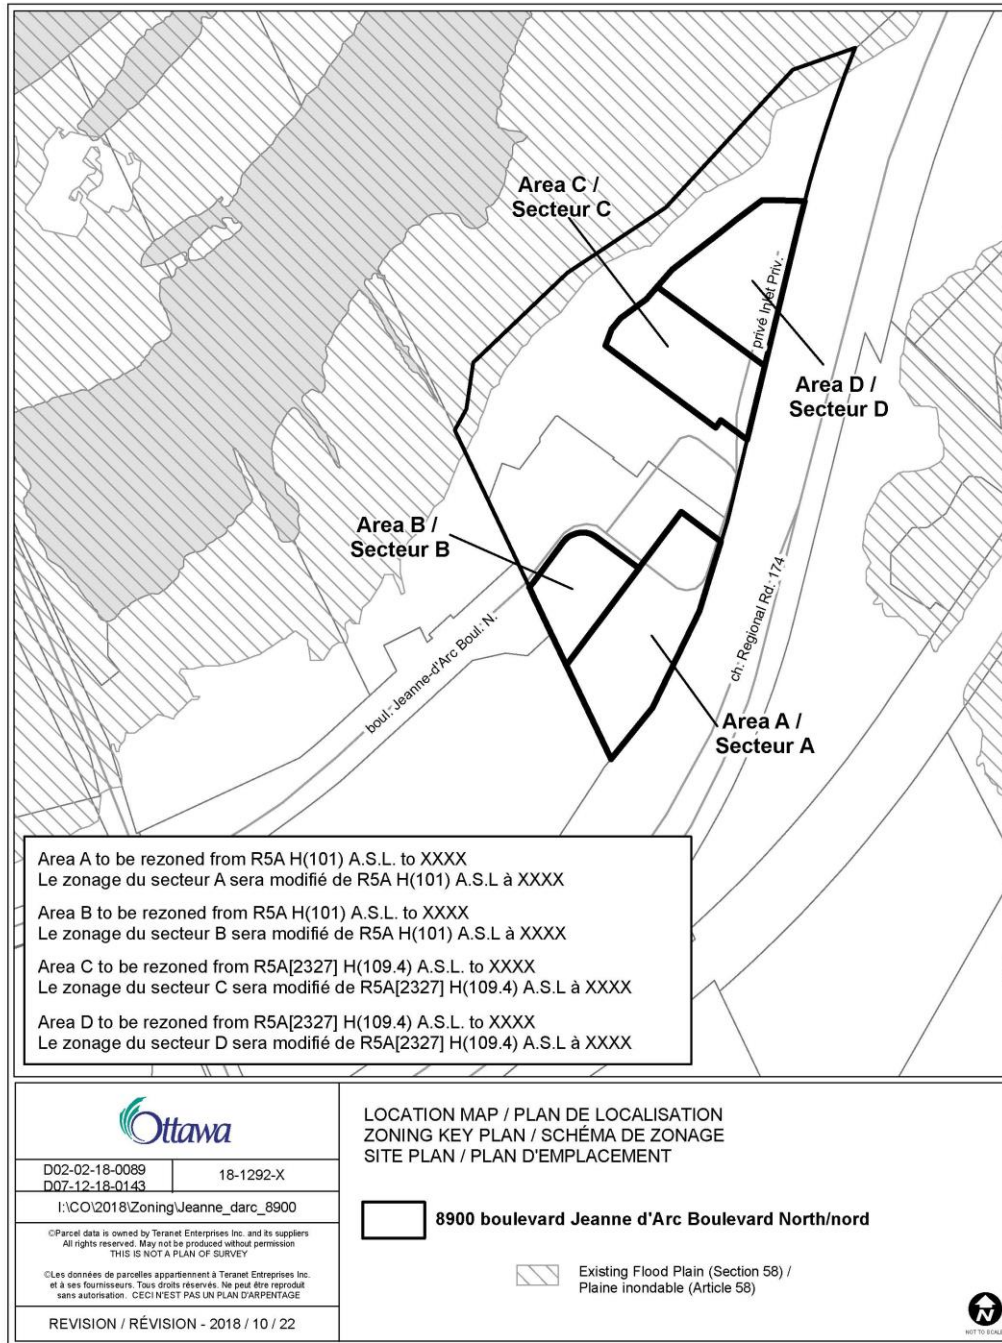 Area C /
Secteur C
privé Inlet Priv.
Area D /
Secteur D
Area B /
Secteur B
boul. Jeanne-d'Arc Boul. N.
ch. Regional Rd. 174
Area A /
Secteur A
Area A to be rezoned from R5A H(101) A.S.L. to XXXX
Le zonage du secteur A sera modifié de R5A H(101) A.S.L à XXXX
Area B to be rezoned from R5A H(101) A.S.L. to XXXX
Le zonage du secteur B sera modifié de R5A H(101) A.S.L à XXXX
Area C to be rezoned from R5A[2327] H(109.4) A.S.L. to XXXX
Le zonage du secteur C sera modifié de R5A[2327] H(109.4) A.S.L à XXXX
Area D to be rezoned from R5A[2327] H(109.4) A.S.L. to XXXX
Le zonage du secteur D sera modifié de R5A[2327] H(109.4) A.S.L à XXXX
Ottawa
D02-02-18-0089
D07-12-18-0143
18-1292-X
I:\CO\2018\Zoning\Jeanne_darc_8900
©Parcel data is owned by Teranet Enterprises Inc. and its suppliers
All rights reserved. May not be produced without permission
THIS IS NOT A PLAN OF SURVEY
©Les données de parcelles appartiennent à Teranet Entreprises Inc.
et à ses fournisseurs. Tous droits réservés. Ne peut être reproduit
sans autorisation. CECI N'EST PAS UN PLAN D'ARPENTAGE
REVISION / RÉVISION - 2018 / 10 / 22
LOCATION MAP / PLAN DE LOCALISATION
ZONING KEY PLAN / SCHÉMA DE ZONAGE
SITE PLAN / PLAN D'EMPLACEMENT
8900 boulevard Jeanne d'Arc Boulevard North/nord
Existing Flood Plain (Section 58) /
Plaine inondable (Article 58)
N
NOT TO SCALE